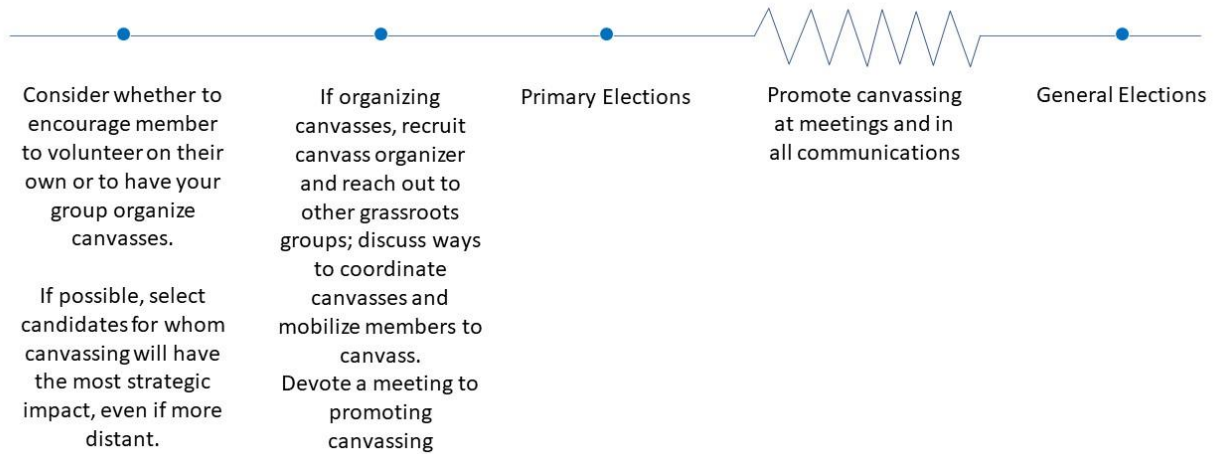 Consider whether to
encourage member
to volunteer on their
own or to have your
group organize
canvasses.
If possible, select
candidates for whom
canvassing will have
the most strategic
impact, even if more
distant.
If organizing
canvasses, recruit
canvass organizer
and reach out to
other grassroots
groups; discuss ways
to coordinate
canvasses and
mobilize members to
canvass.
Devote a meeting to
promoting
canvassing
Primary Elections
Promote canvassing
at meetings and in
all communications
General Elections